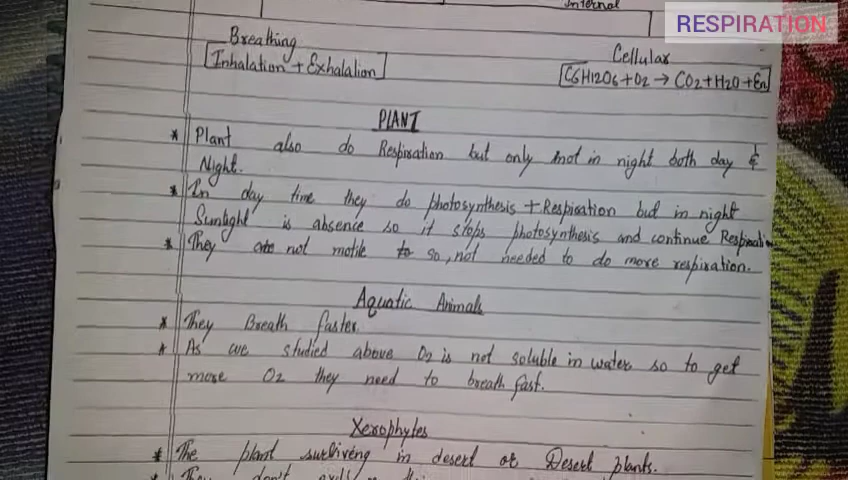 Internal
RESPIRATION
Breathing
[Inhalation + Exhalation]
Cellular
[C6H12O6+O2 → CO2+H2O+En]
PLANT
* Plant also do Respiration but only not in night both day &
Night.
* In day time they do photosynthesis + Respiration but in night
Sunlight is absence so it stops photosynthesis and continue Respiration
* They are not motile to so, not needed to do more respiration.
Aquatic Animals
* They Breath faster.
* As we studied above O2 is not soluble in water so to get
more O2 they need to breath fast.
Xerophytes
* The plant surliving in desert or Desert plants.
* They don't